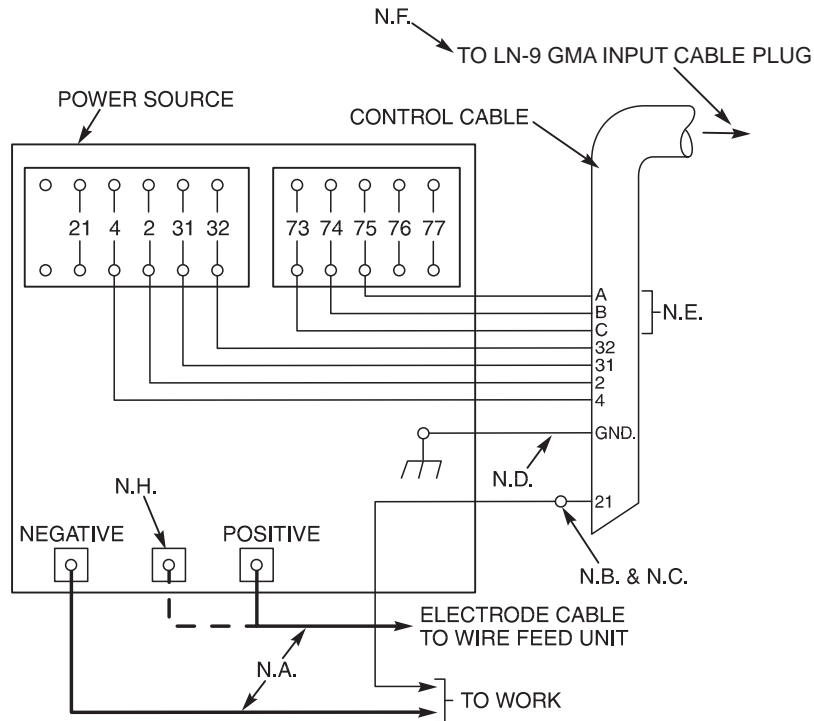 N.F.
TO LN-9 GMA INPUT CABLE PLUG
POWER SOURCE
CONTROL CABLE
21 4 2 31 32
73 74 75 76 77
A
B
C
N.E.
32
31
2
4
GND.
N.D.
21
N.H.
NEGATIVE
POSITIVE
N.B. & N.C.
ELECTRODE CABLE
TO WIRE FEED UNIT
N.A.
TO WORK